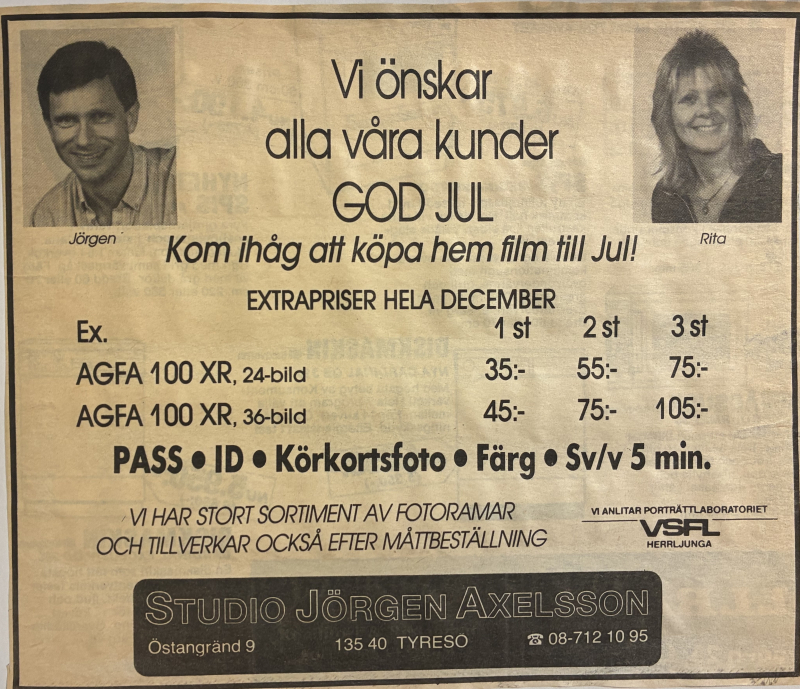 Vi önskar
alla våra kunder
GOD JUL
Jörgen
Rita
Kom ihåg att köpa hem film till Jul!
EXTRAPRISER HELA DECEMBER
Ex. 1 st 2 st 3 st
AGFA 100 XR, 24-bild 35:- 55:- 75:-
AGFA 100 XR, 36-bild 45:- 75:- 105:-
PASS • ID • Körkortsfoto • Färg • Sv/v 5 min.
VI HAR STORT SORTIMENT AV FOTORAMAR
OCH TILLVERKAR OCKSÅ EFTER MÅTTBESTÄLLNING
VI ANLITAR PORTRÄTTLABORATORIET
VSFL
HERRLJUNGA
STUDIO JÖRGEN AXELSSON
Östangränd 9 135 40 TYRESÖ ☎ 08-712 10 95